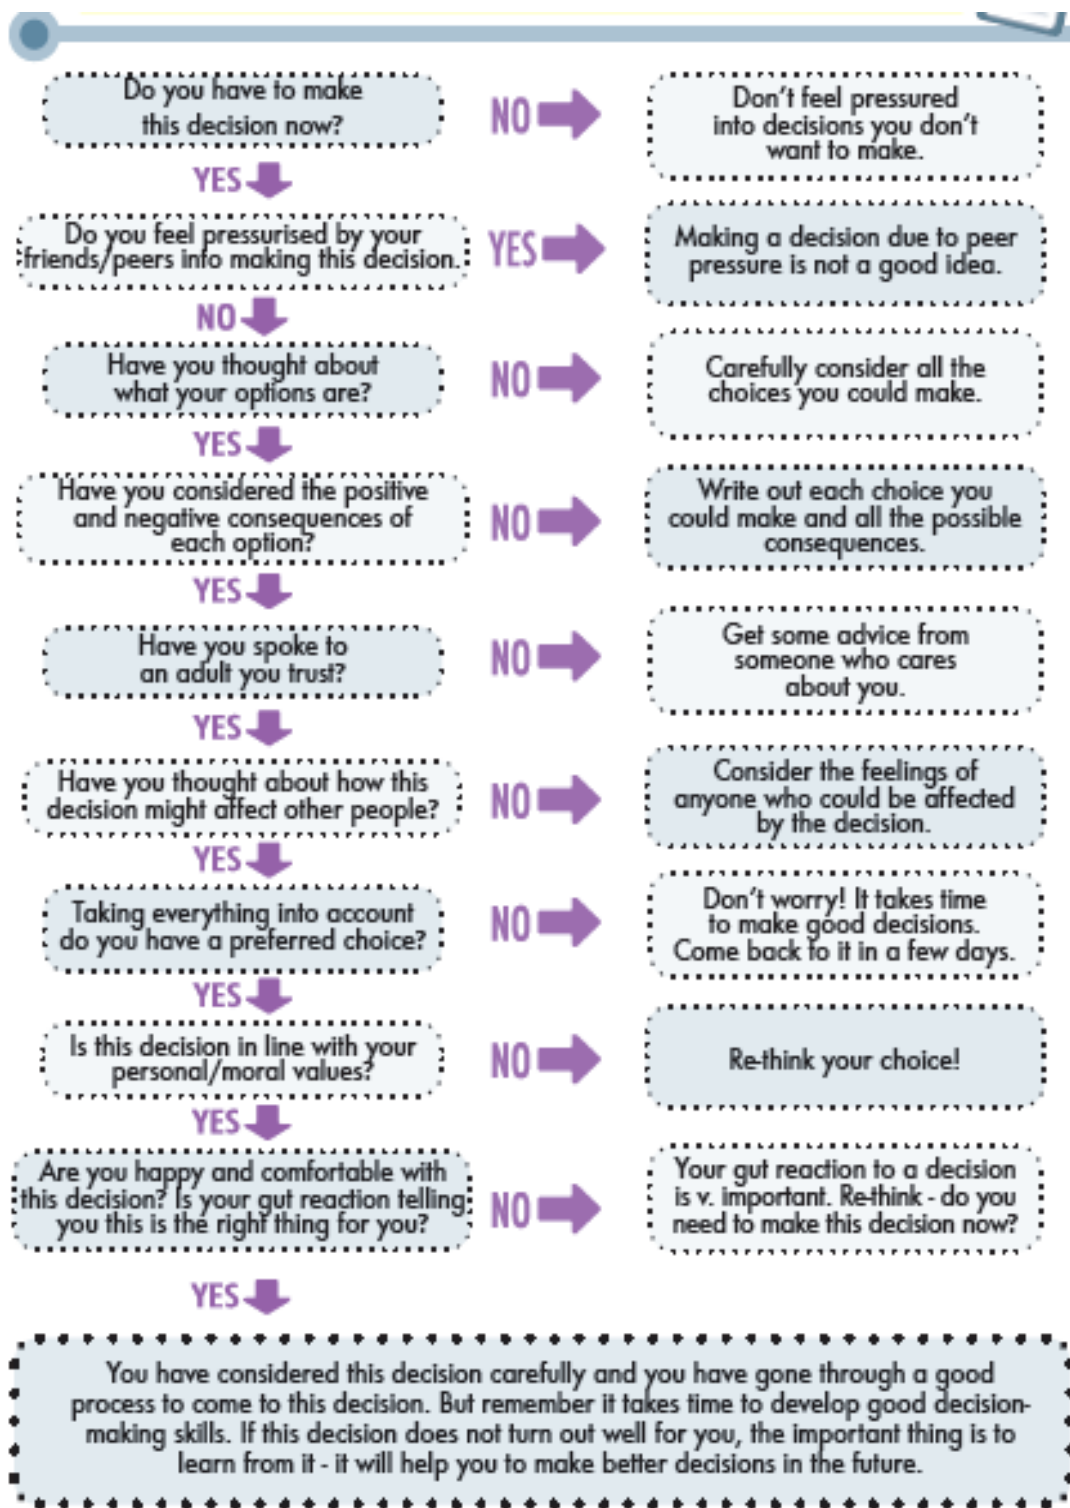 Do you have to make
this decision now?
NO
Don't feel pressured
into decisions you don't
want to make.
YES
Do you feel pressurised by your
friends/peers info making this decision.
YES
Making a decision due to peer
pressure is not a good idea.
NO
Have you thought about
what your options are?
NO
Carefully consider all the
choices you could make.
YES
Have you considered the positive
and negative consequences of
each option?
NO
Write out each choice you
could make and all the possible
consequences.
YES
Have you spoke to
an adult you trust?
NO
Get some advice from
someone who cares
about you.
YES
Have you thought about how this
decision might affect other people?
NO
Consider the feelings of
anyone who could be affected
by the decision.
YES
Taking everything into account
do you have a preferred choice?
NO
Don't worry! It takes time
to make good decisions.
Come back to it in a few days.
YES
Is this decision in line with your
personal/moral values?
NO
Re-think your choice!
YES
Are you happy and comfortable with
this decision? Is your gut reaction telling
you this is the right thing for you?
NO
Your gut reaction to a decision
is v. important. Re-think - do you
need to make this decision now?
YES
You have considered this decision carefully and you have gone through a good
process to come to this decision. But remember it takes time to develop good decision-
making skills. If this decision does not turn out well for you, the important thing is to
learn from it - it will help you to make better decisions in the future.